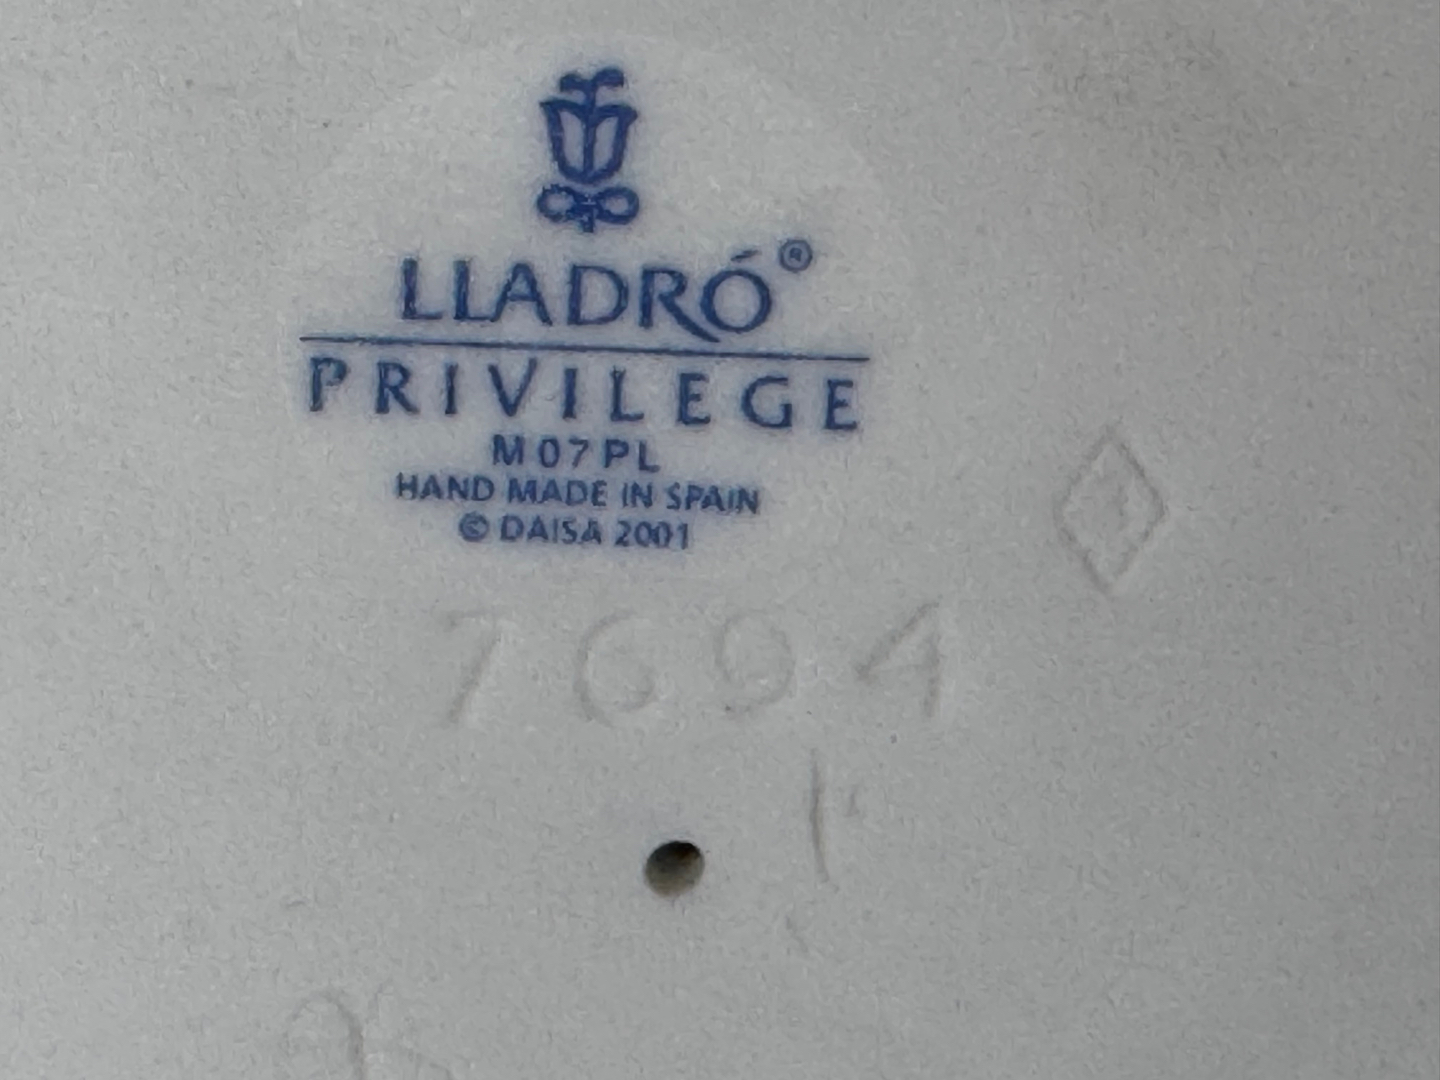 LLADRÓ®
PRIVILEGE
M07PL
HAND MADE IN SPAIN
© DAISA 2001
7694